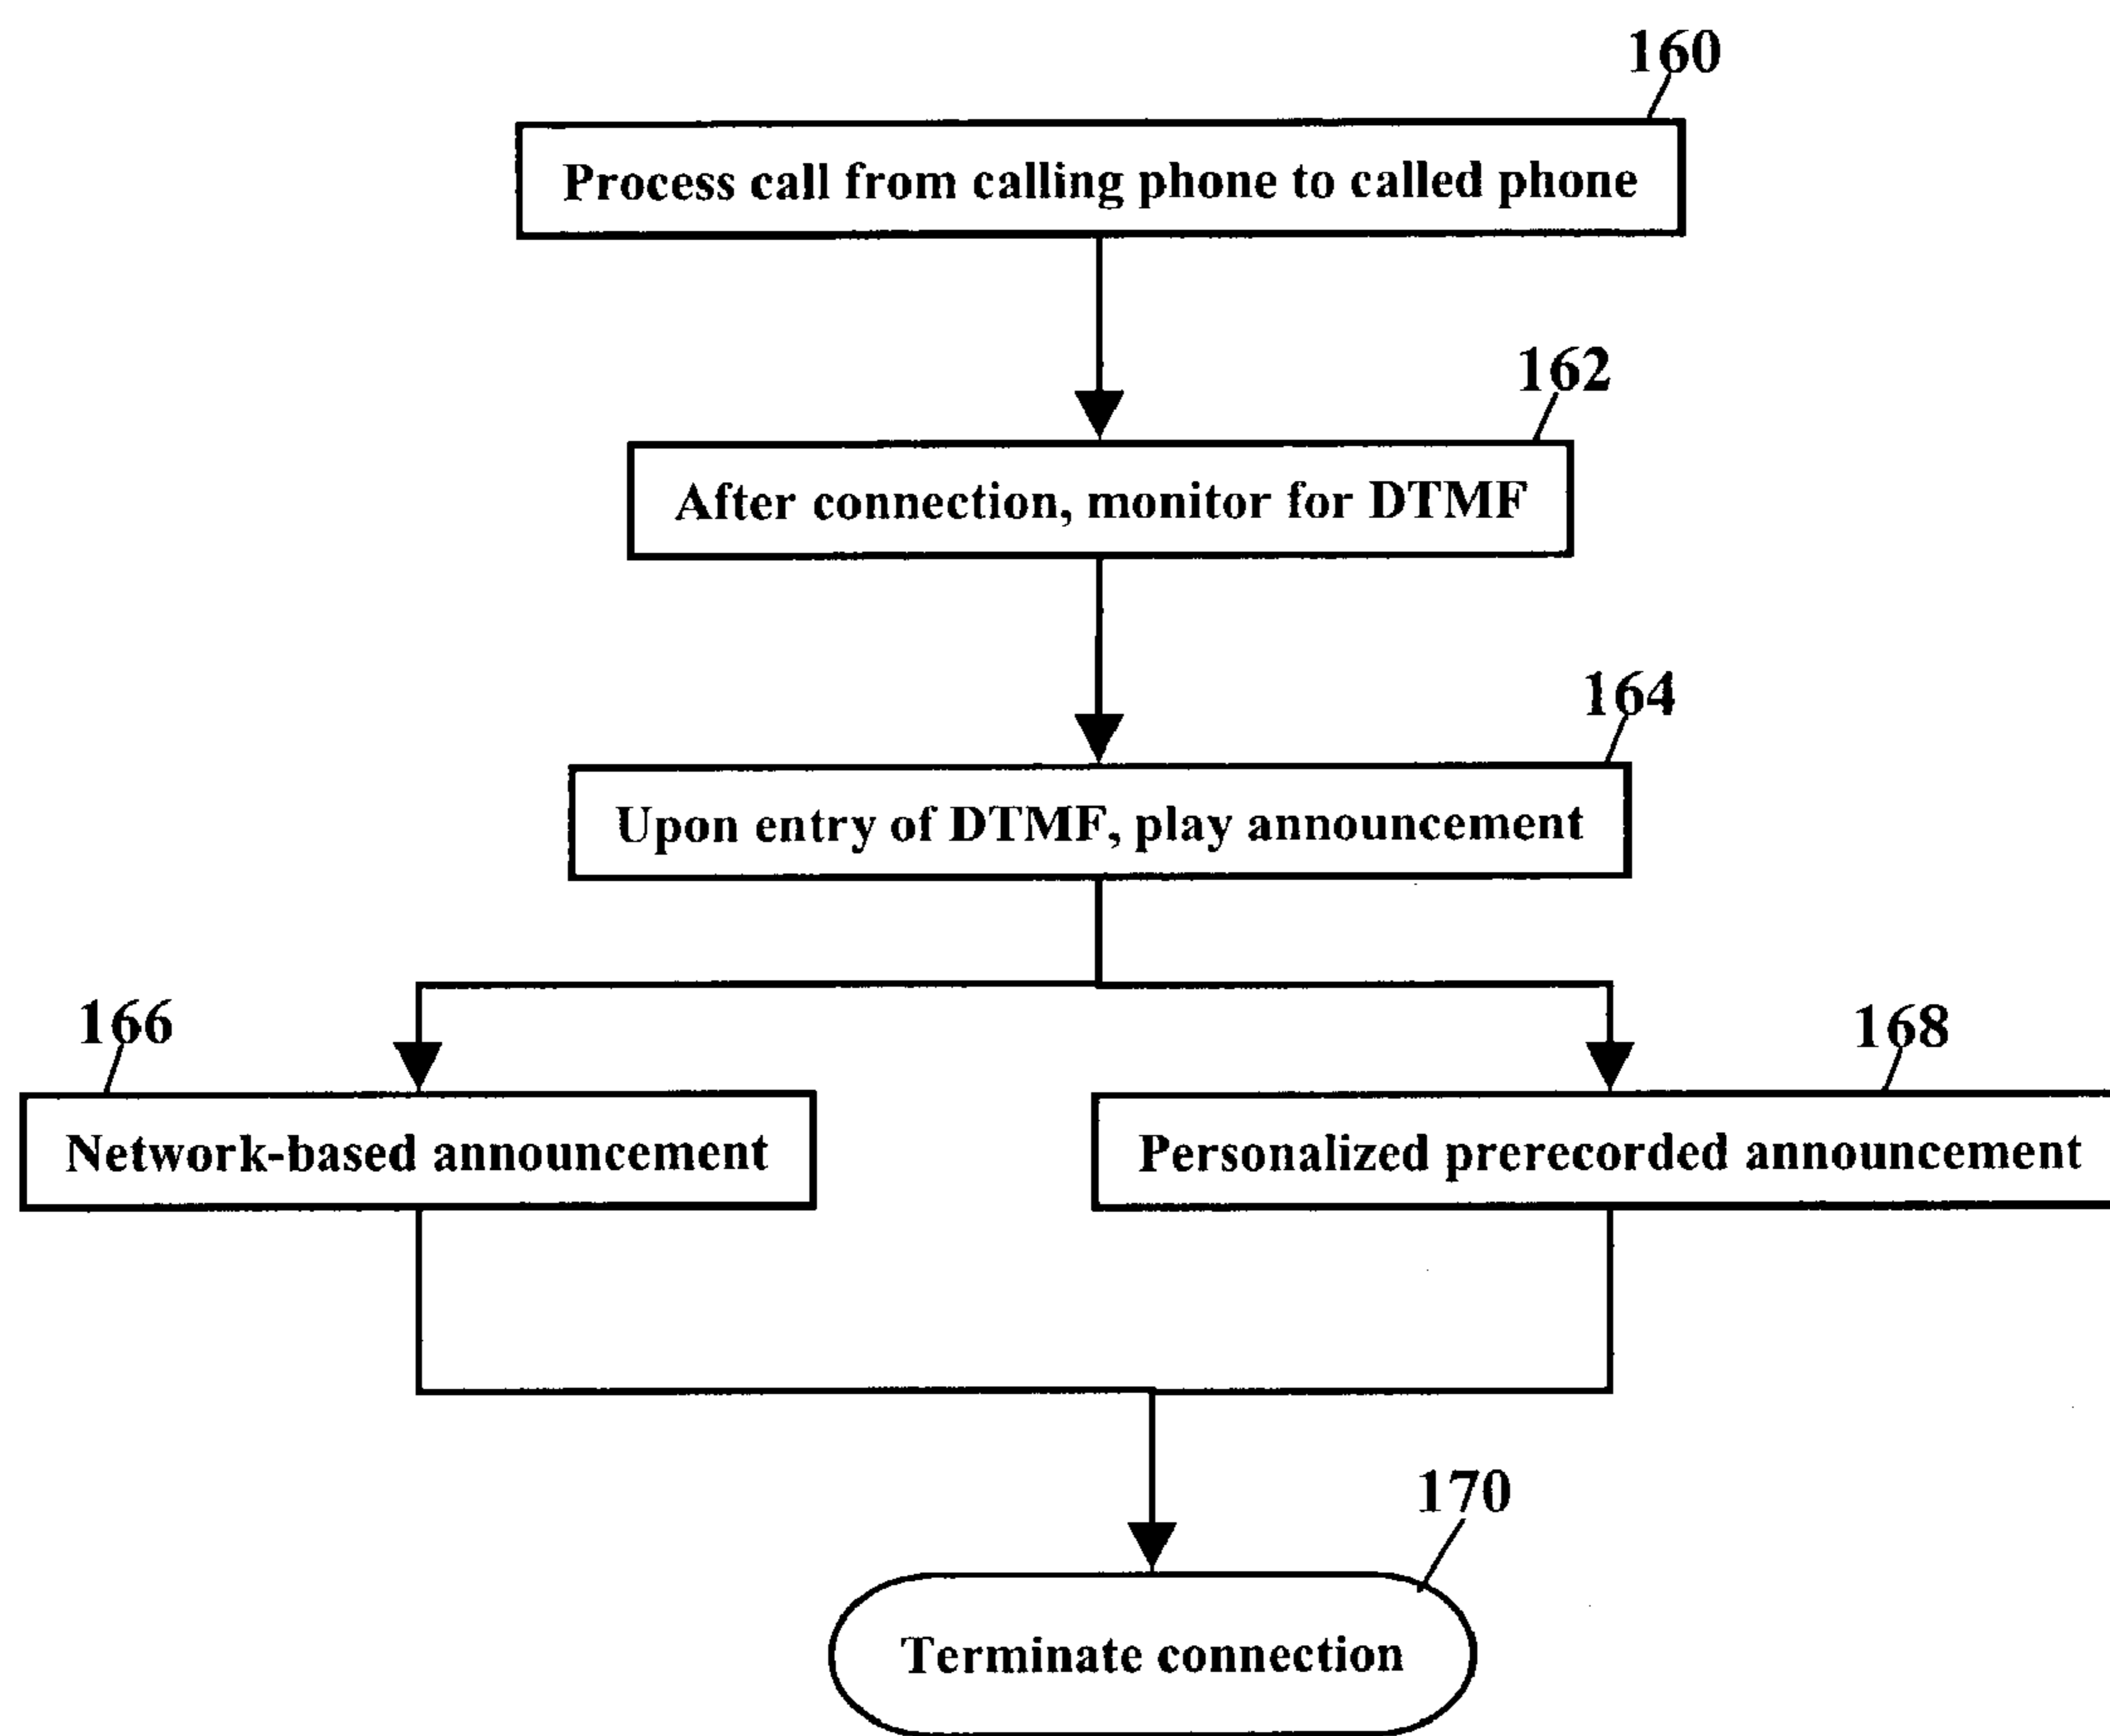 160
Process call from calling phone to called phone
162
After connection, monitor for DTMF
164
Upon entry of DTMF, play announcement
166
168
Network-based announcement
Personalized prerecorded announcement
170
Terminate connection